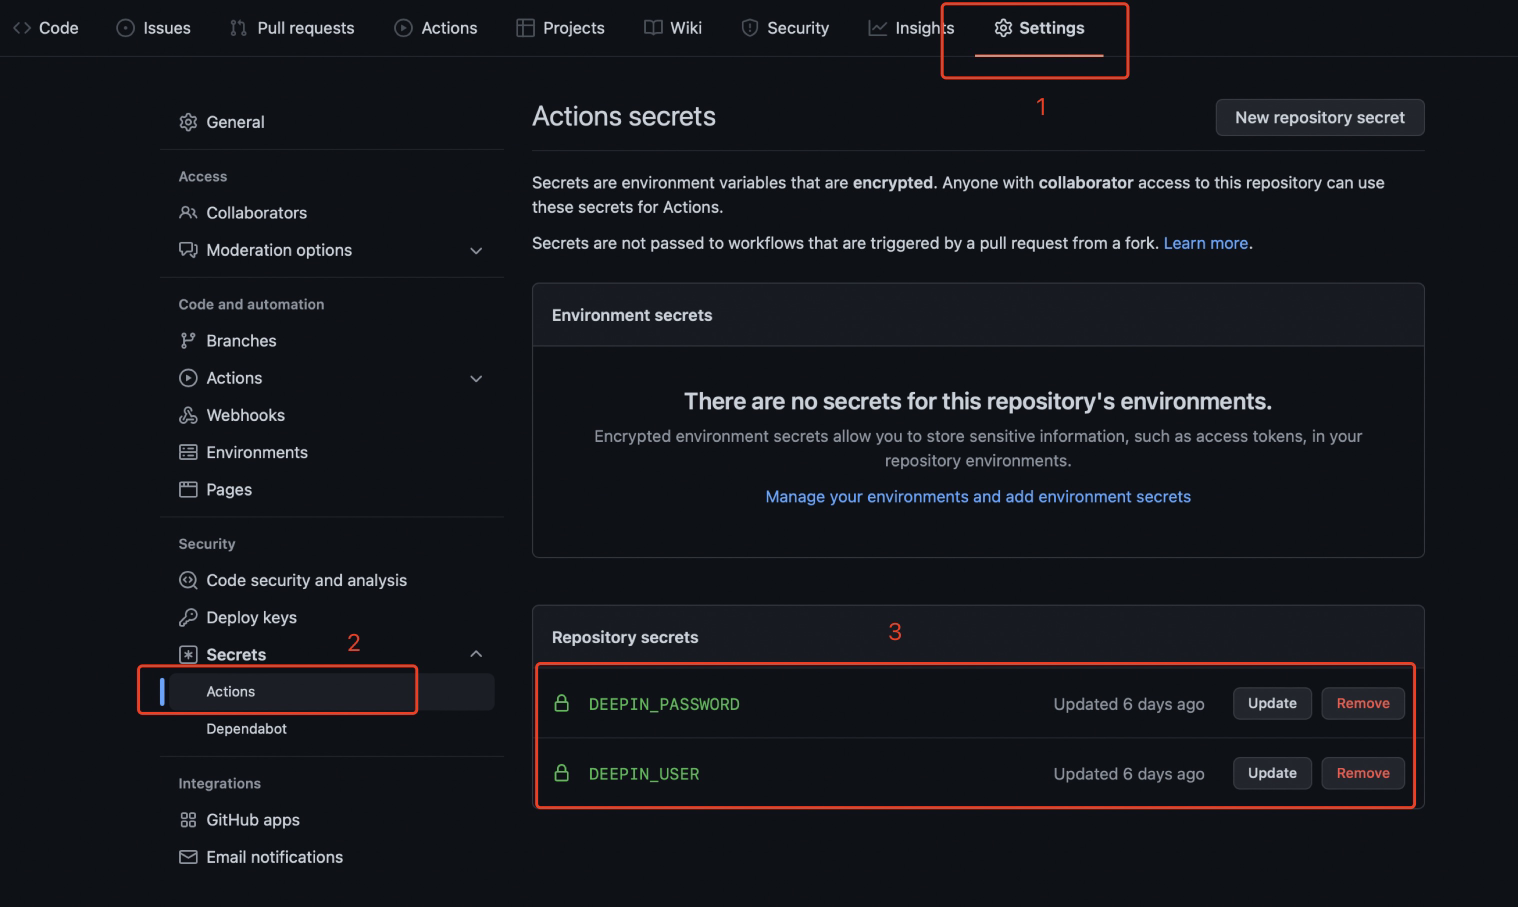 Code Issues Pull requests Actions Projects Wiki Security Insights Settings
1
General
Access
Collaborators
Moderation options
Code and automation
Branches
Actions
Webhooks
Environments
Pages
Security
Code security and analysis
Deploy keys
Secrets
2
Actions
Dependabot
Integrations
GitHub apps
Email notifications
Actions secrets
New repository secret
Secrets are environment variables that are encrypted. Anyone with collaborator access to this repository can use
these secrets for Actions.
Secrets are not passed to workflows that are triggered by a pull request from a fork. Learn more.
Environment secrets
There are no secrets for this repository's environments.
Encrypted environment secrets allow you to store sensitive information, such as access tokens, in your
repository environments.
Manage your environments and add environment secrets
Repository secrets
3
DEEPIN_PASSWORD Updated 6 days ago Update Remove
DEEPIN_USER Updated 6 days ago Update Remove